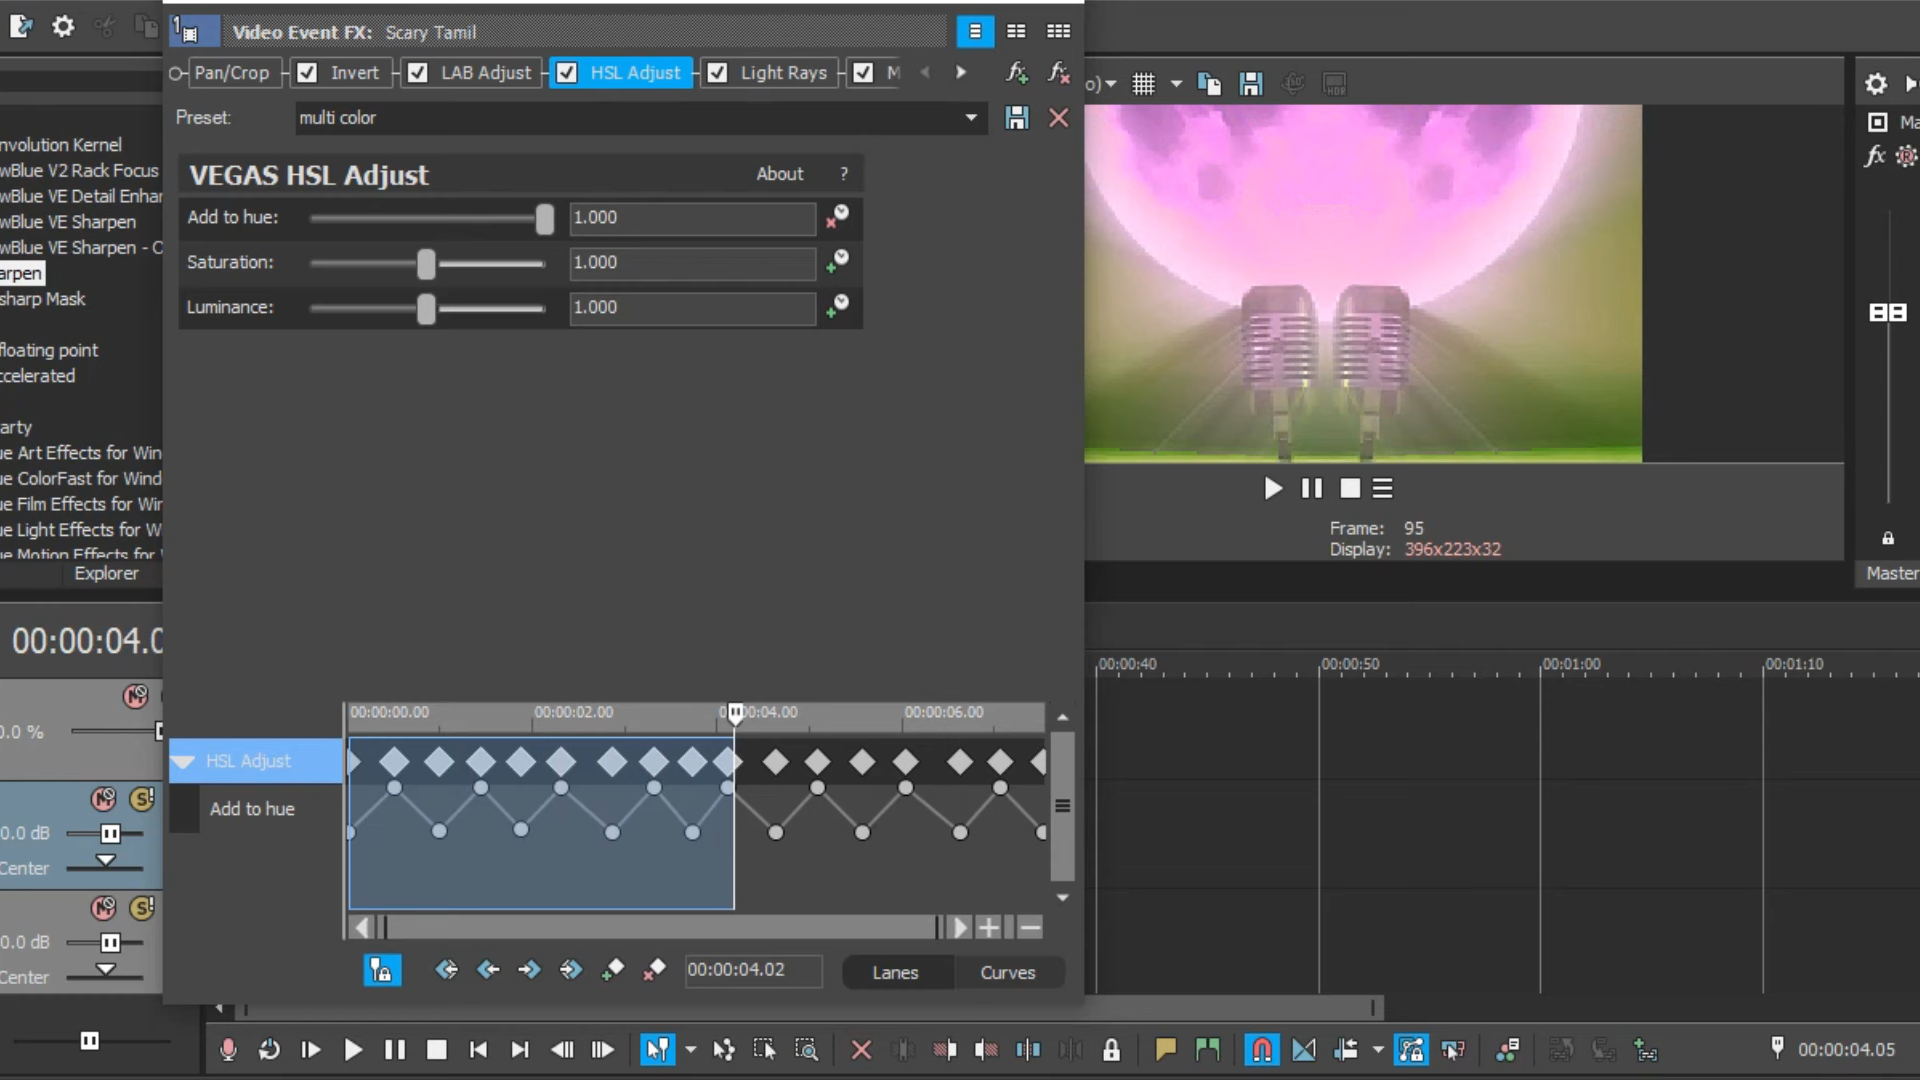 1
Video Event FX: Scary Tamil
Pan/Crop Invert LAB Adjust HSL Adjust Light Rays M
Preset: multi color
VEGAS HSL Adjust About ?
Add to hue: 1.000
Saturation: 1.000
Luminance: 1.000
nvolution Kernel
wBlue V2 Rack Focus
wBlue VE Detail Enhar
wBlue VE Sharpen
wBlue VE Sharpen - C
arpen
sharp Mask
floating point
ccelerated
arty
ue Art Effects for Win
ue ColorFast for Wind
ue Film Effects for Wir
ue Light Effects for W
ue Motion Effects for
Explorer
o)
HDR
Ma
fx
Frame: 95
Display: 396x223x32
Master
00:00:04.0
0.0 %
M
M S
0.0 dB
Center
M S
0.0 dB
Center
00:00:40 00:00:50 00:01:00 00:01:10
00:00:00.00 00:00:02.00 00:00:04.00 00:00:06.00
HSL Adjust
Add to hue
00:00:04.02 Lanes Curves
00:00:04.05